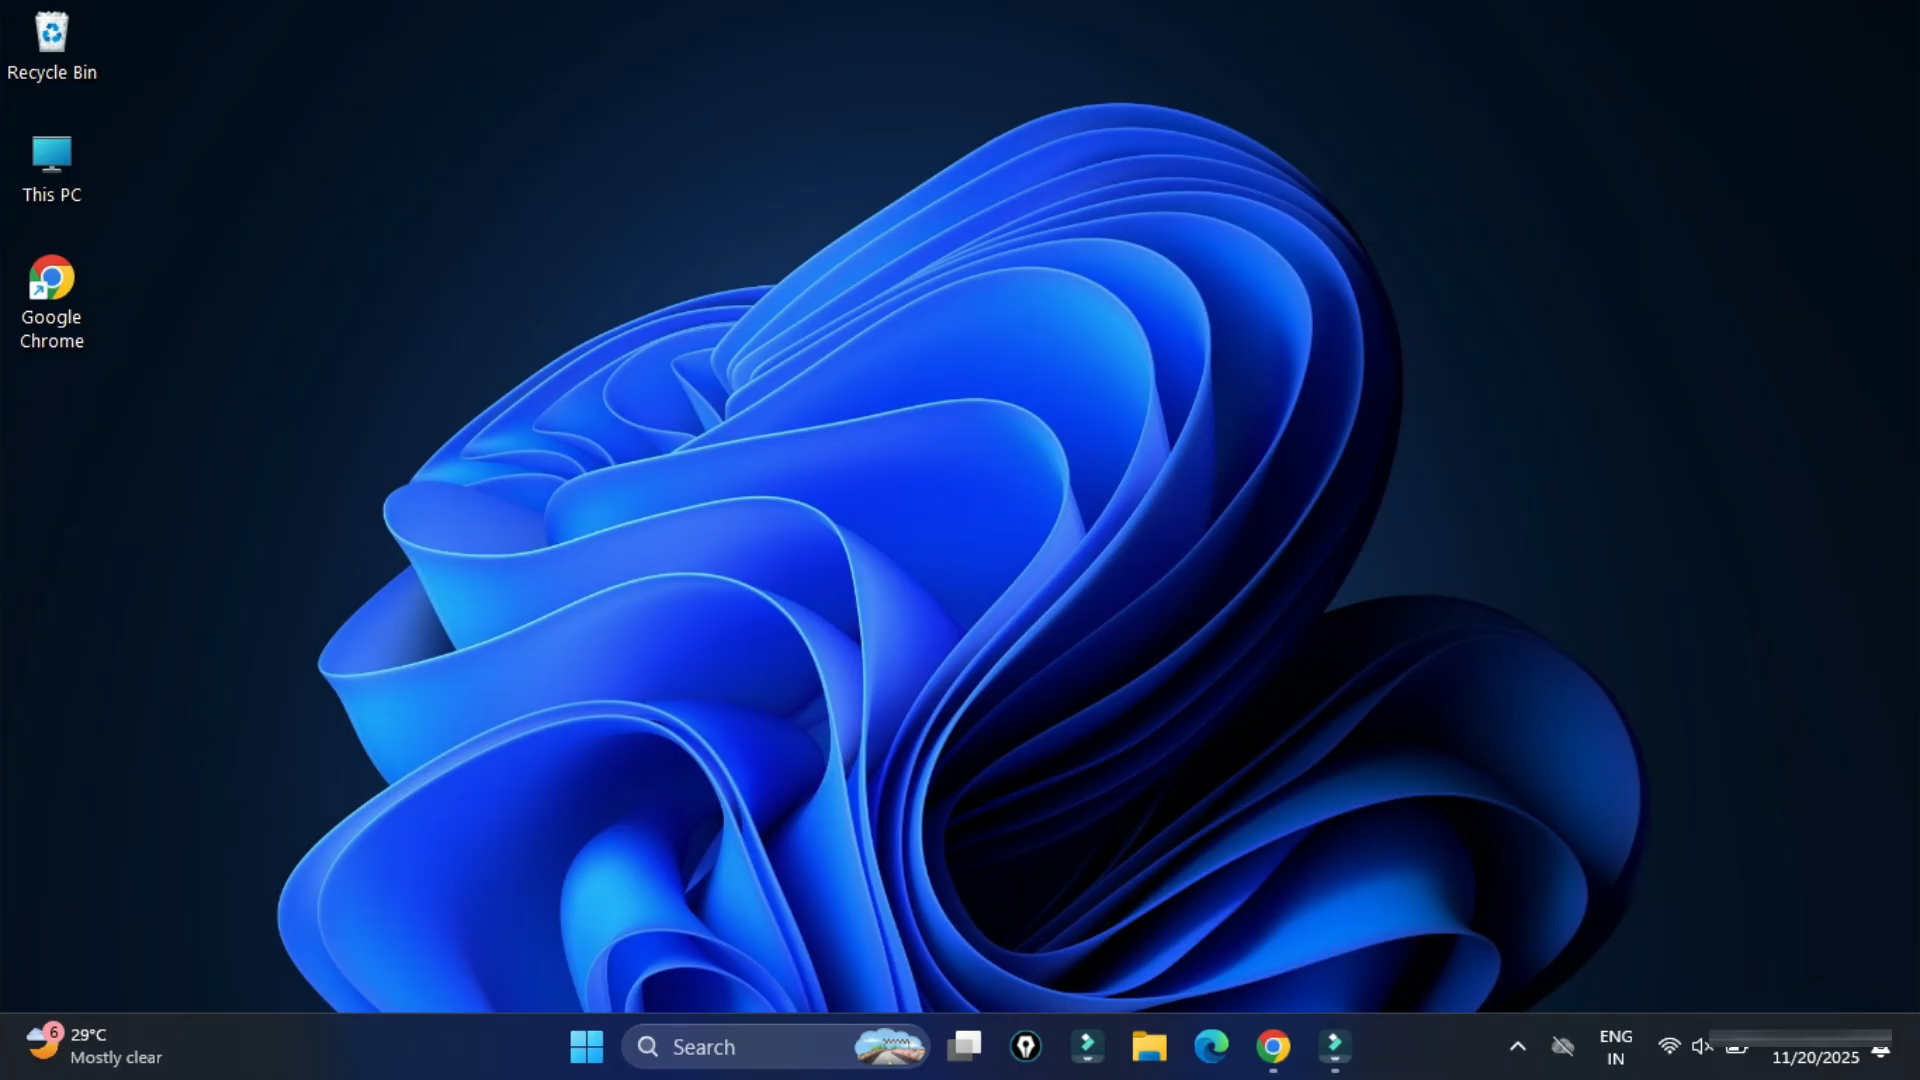 Recycle Bin
This PC
Google
Chrome
6
29°C
Mostly clear
Search
ENG
IN
11/20/2025